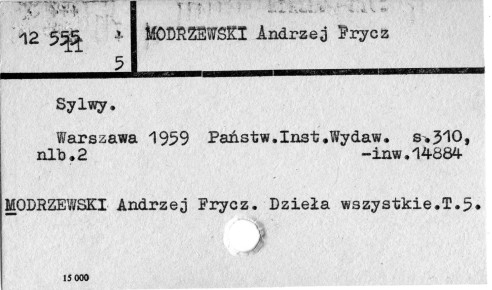 12 555
II
5
MODRZEWSKI Andrzej Frycz
Sylwy.
Warszawa 1959 Państw.Inst.Wydaw. s.310,
nlb.2 -inw.14884
MODRZEWSKI Andrzej Frycz. Dzieła wszystkie.T.5.
15 000